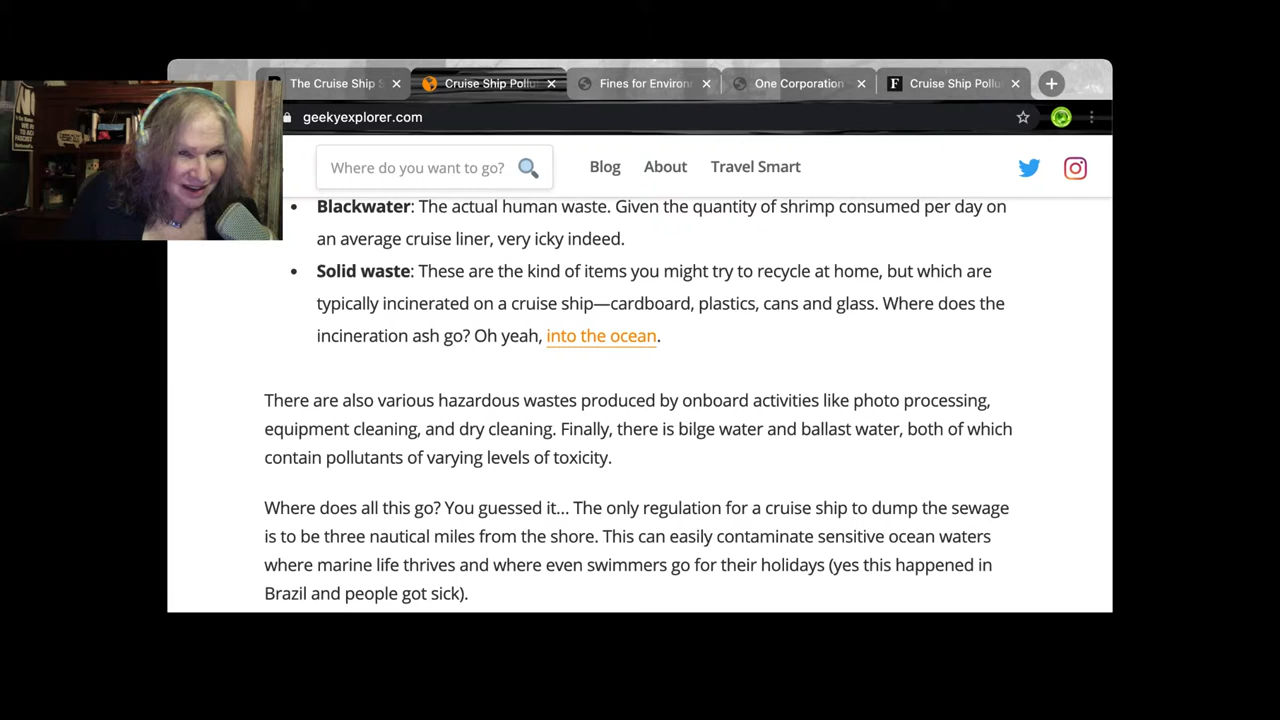 The Cruise Ship S
Cruise Ship Pollu
Fines for Environ
One Corporation
Cruise Ship Pollu
geekyexplorer.com
Where do you want to go?
Blog
About
Travel Smart
• Blackwater: The actual human waste. Given the quantity of shrimp consumed per day on
an average cruise liner, very icky indeed.
• Solid waste: These are the kind of items you might try to recycle at home, but which are
typically incinerated on a cruise ship—cardboard, plastics, cans and glass. Where does the
incineration ash go? Oh yeah, into the ocean.
There are also various hazardous wastes produced by onboard activities like photo processing,
equipment cleaning, and dry cleaning. Finally, there is bilge water and ballast water, both of which
contain pollutants of varying levels of toxicity.
Where does all this go? You guessed it... The only regulation for a cruise ship to dump the sewage
is to be three nautical miles from the shore. This can easily contaminate sensitive ocean waters
where marine life thrives and where even swimmers go for their holidays (yes this happened in
Brazil and people got sick).